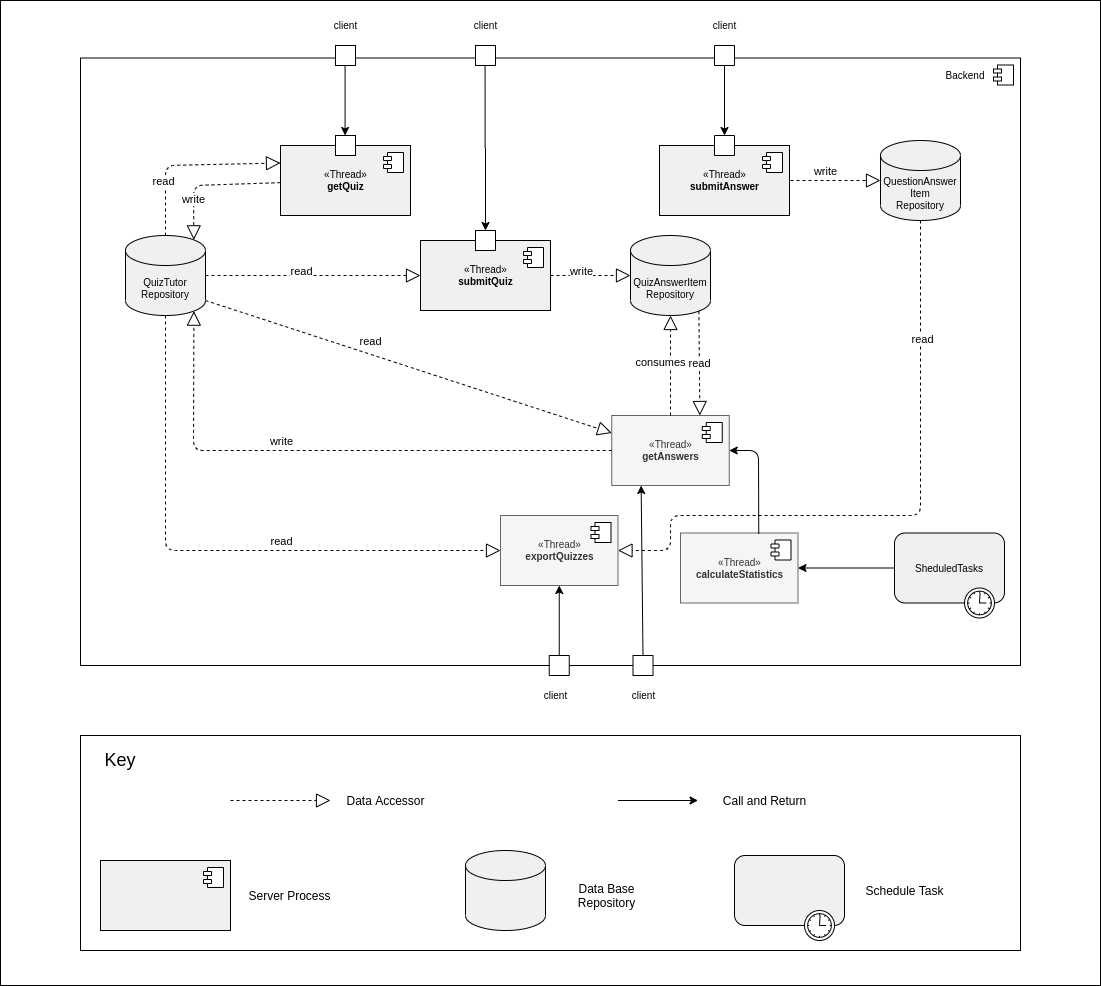 client
client
client
Backend
«Thread»
getQuiz
«Thread»
submitAnswer
write
QuestionAnswer
Item
Repository
read
write
QuizTutor
Repository
read
«Thread»
submitQuiz
write
QuizAnswerItem
Repository
read
consumes
read
read
write
«Thread»
getAnswers
read
«Thread»
exportQuizzes
«Thread»
calculateStatistics
SheduledTasks
client
client
Key
Data Accessor
Call and Return
Server Process
Data Base
Repository
Schedule Task